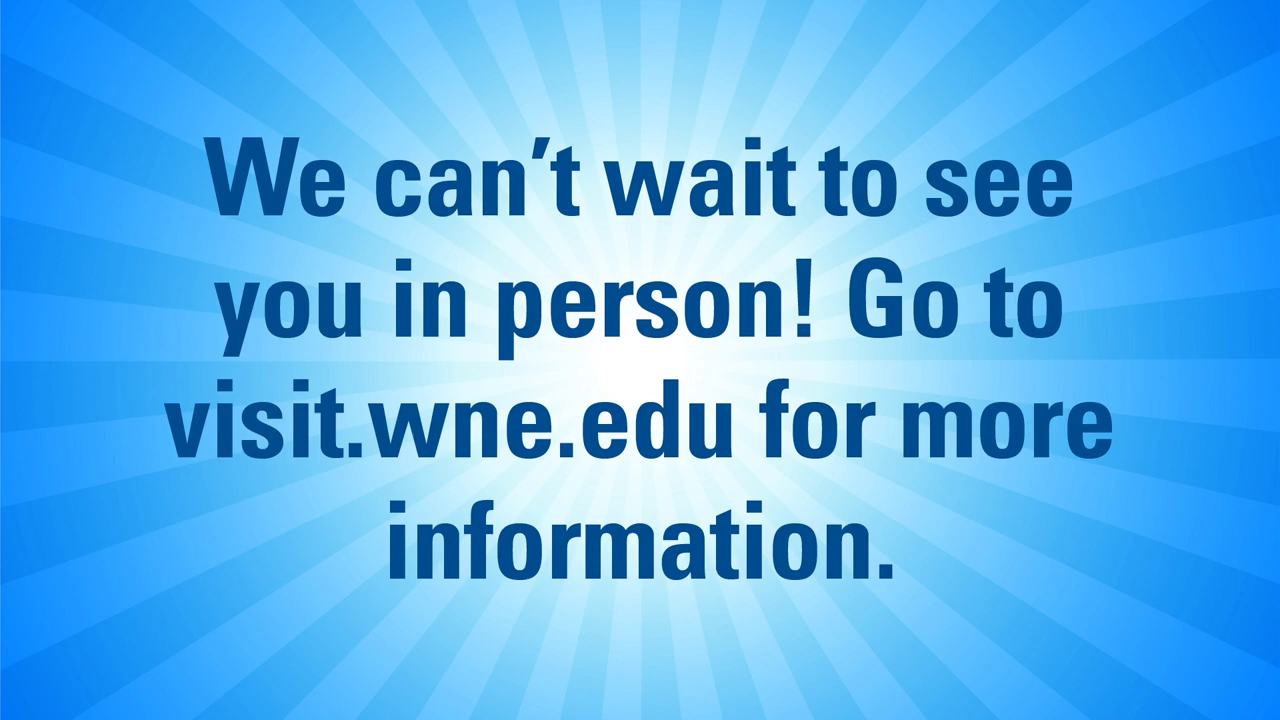 We can’t wait to see
you in person! Go to
visit.wne.edu for more
information.